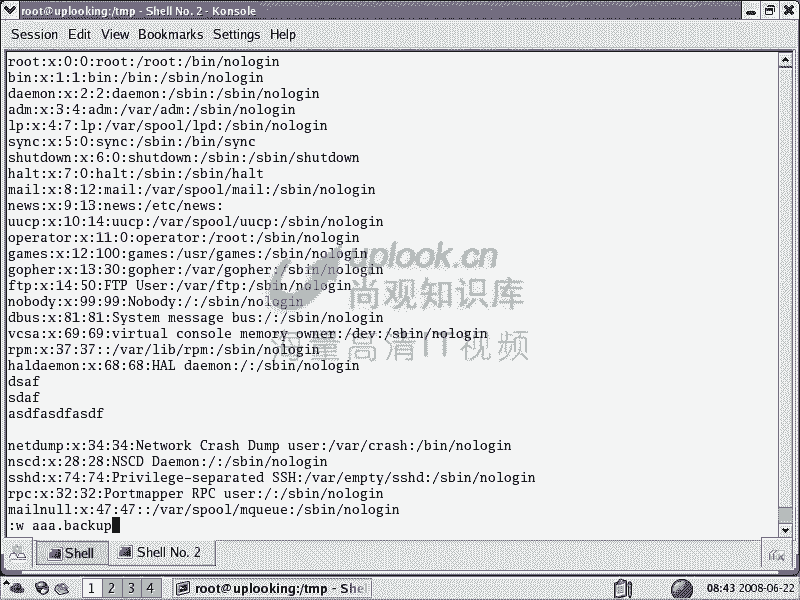 root@uplooking:/tmp - Shell No. 2 - Konsole
Session Edit View Bookmarks Settings Help
root:x:0:0:root:/root:/bin/nologin
bin:x:1:1:bin:/bin:/sbin/nologin
daemon:x:2:2:daemon:/sbin:/sbin/nologin
adm:x:3:4:adm:/var/adm:/sbin/nologin
lp:x:4:7:lp:/var/spool/lpd:/sbin/nologin
sync:x:5:0:sync:/sbin:/bin/sync
shutdown:x:6:0:shutdown:/sbin:/sbin/shutdown
halt:x:7:0:halt:/sbin:/sbin/halt
mail:x:8:12:mail:/var/spool/mail:/sbin/nologin
news:x:9:13:news:/etc/news:
uucp:x:10:14:uucp:/var/spool/uucp:/sbin/nologin
operator:x:11:0:operator:/root:/sbin/nologin
games:x:12:100:games:/usr/games:/sbin/nologin
gopher:x:13:30:gopher:/var/gopher:/sbin/nologin
ftp:x:14:50:FTP User:/var/ftp:/sbin/nologin
nobody:x:99:99:Nobody:/:/sbin/nologin
dbus:x:81:81:System message bus:/:/sbin/nologin
vcsa:x:69:69:virtual console memory owner:/dev:/sbin/nologin
rpm:x:37:37::/var/lib/rpm:/sbin/nologin
haldaemon:x:68:68:HAL daemon:/:/sbin/nologin
dsaf
sdaf
asdfasdfasdf
netdump:x:34:34:Network Crash Dump user:/var/crash:/bin/nologin
nscd:x:28:28:NSCD Daemon:/:/sbin/nologin
sshd:x:74:74:Privilege-separated SSH:/var/empty/sshd:/sbin/nologin
rpc:x:32:32:Portmapper RPC user:/:/sbin/nologin
mailnull:x:47:47::/var/spool/mqueue:/sbin/nologin
:w aaa.backup
uplook.cn
尚观知识库
海量高清IT视频
Shell Shell No. 2
1 2 3 4 root@uplooking:/tmp - She 08:43 2008-06-22